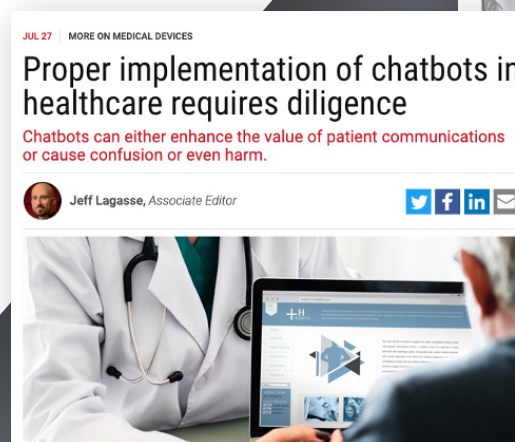 JUL 27 MORE ON MEDICAL DEVICES
Proper implementation of chatbots in
healthcare requires diligence
Chatbots can either enhance the value of patient communications
or cause confusion or even harm.
Jeff Lagasse, Associate Editor
+H